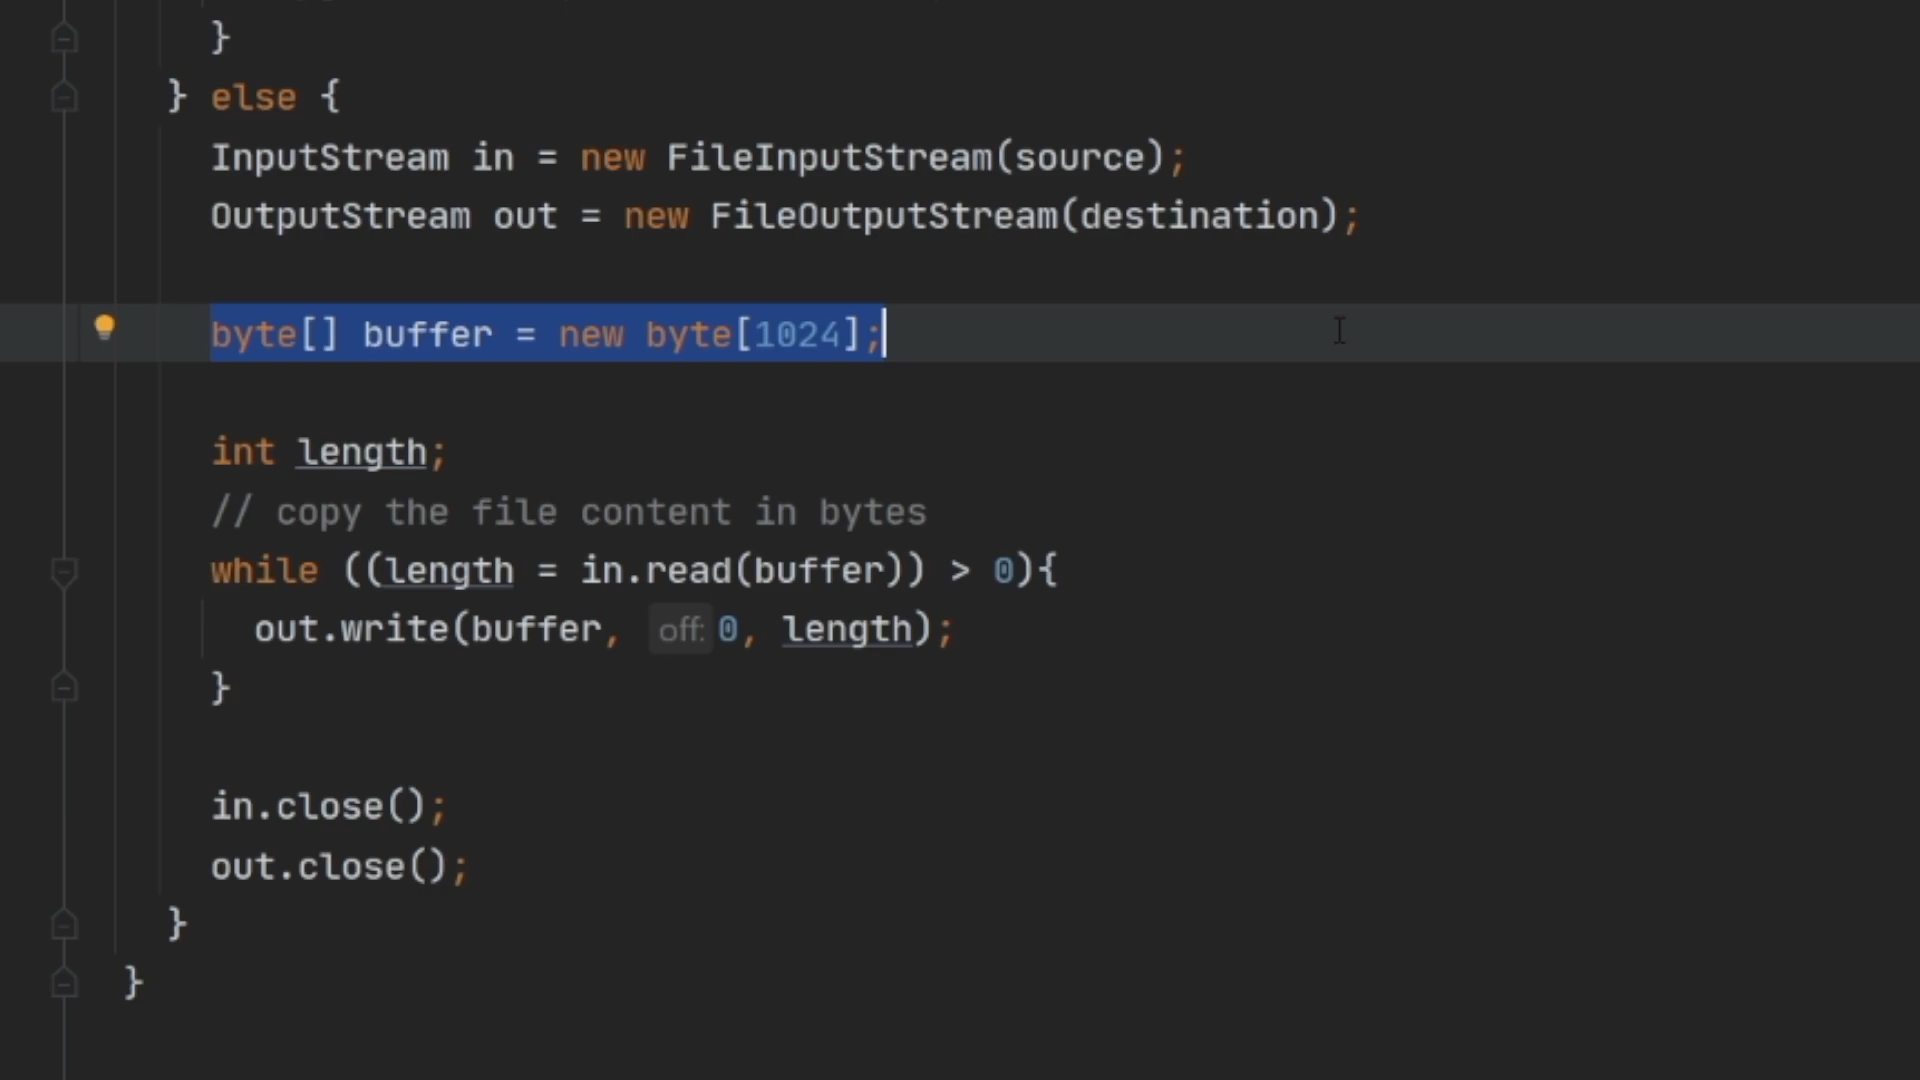 }
} else {
InputStream in = new FileInputStream(source);
OutputStream out = new FileOutputStream(destination);
byte[] buffer = new byte[1024];
int length;
// copy the file content in bytes
while ((length = in.read(buffer)) > 0){
out.write(buffer, off: 0, length);
}
in.close();
out.close();
}
}